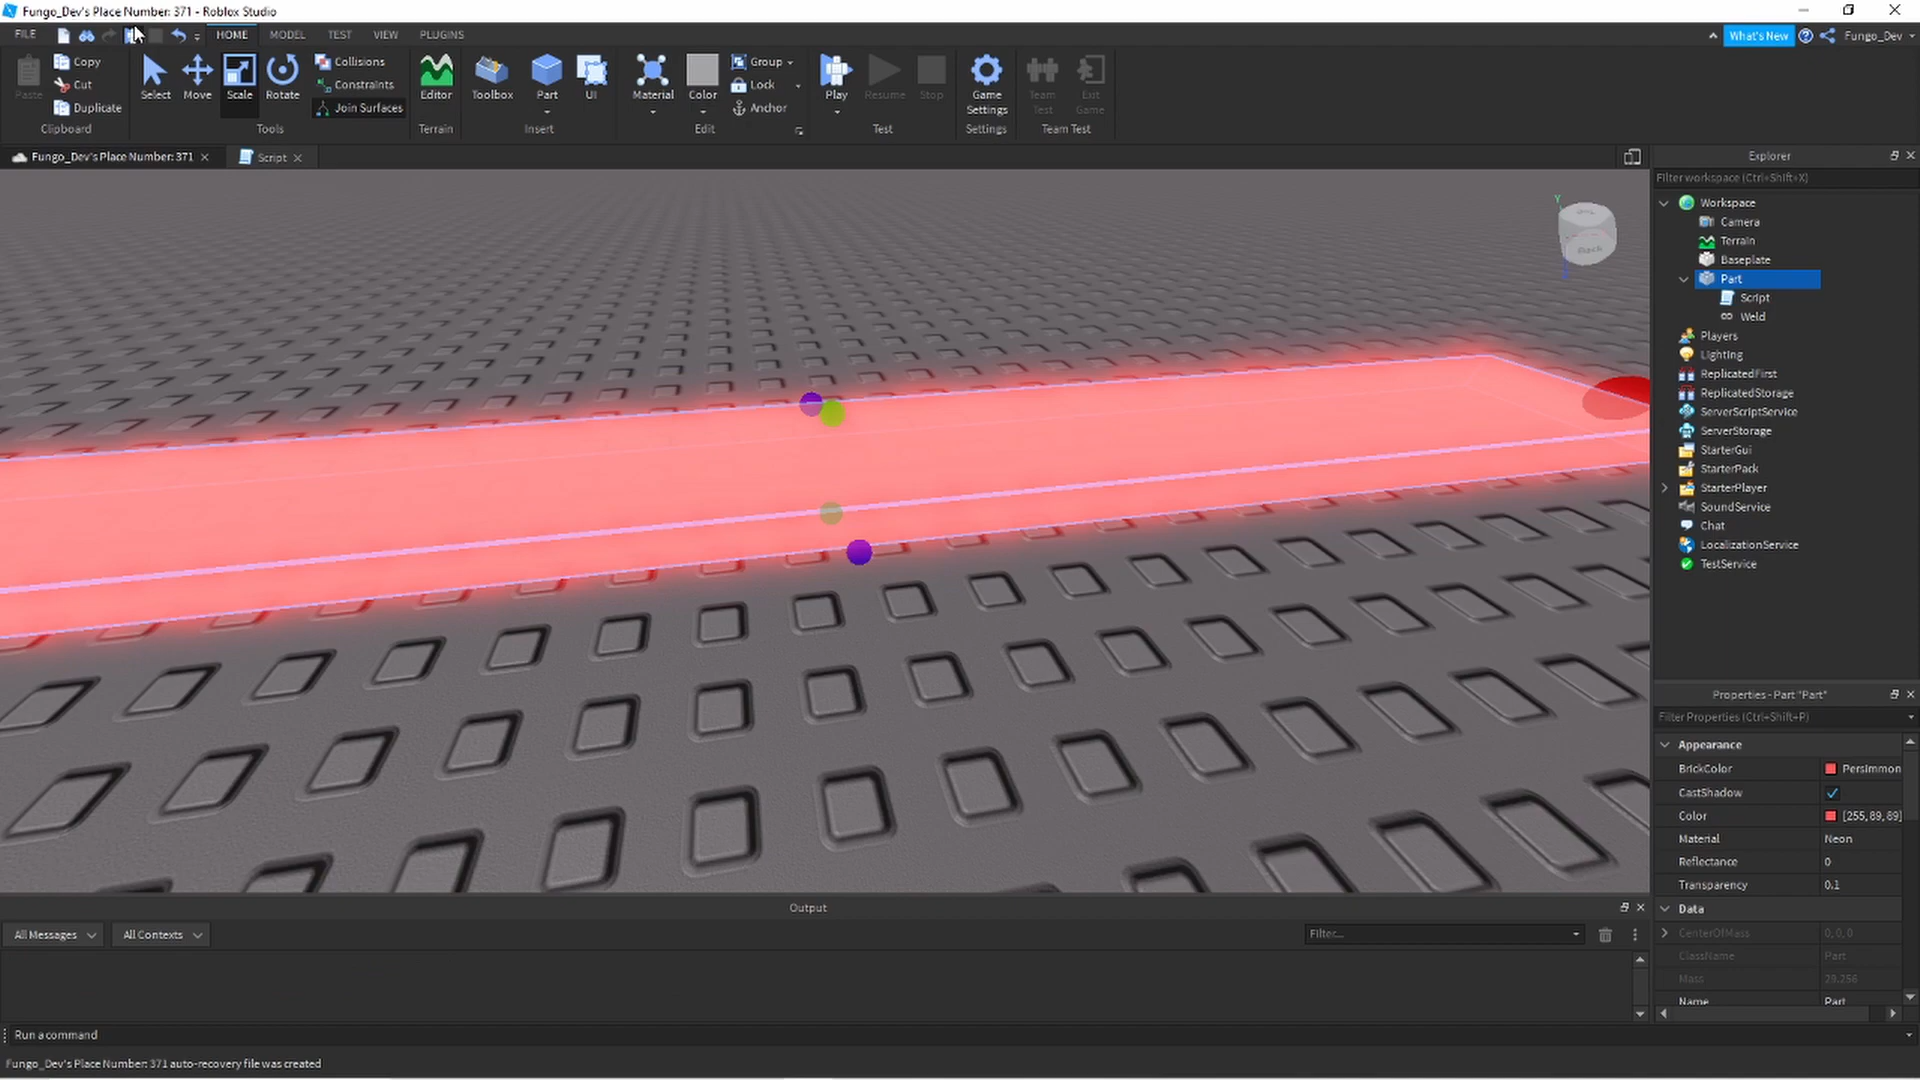 Fungo_Dev's Place Number: 371 - Roblox Studio
FILE HOME MODEL TEST VIEW PLUGINS What's New Fungo_Dev
Paste Copy Cut Duplicate Clipboard
Select Move Scale Rotate Collisions Constraints Join Surfaces Tools
Editor Terrain
Toolbox Part UI Insert
Material Color Group Lock Anchor Edit
Play Resume Stop Test
Game Settings Settings
Team Test Exit Game Team Test
Fungo_Dev's Place Number: 371 Script
Y
Back
Explorer
Filter workspace (Ctrl+Shift+X)
Workspace
Camera
Terrain
Baseplate
Part
Script
Weld
Players
Lighting
ReplicatedFirst
ReplicatedStorage
ServerScriptService
ServerStorage
StarterGui
StarterPack
StarterPlayer
SoundService
Chat
LocalizationService
TestService
Properties - Part "Part"
Filter Properties (Ctrl+Shift+P)
Appearance
BrickColor Persimmon
CastShadow
Color [255,89,89]
Material Neon
Reflectance 0
Transparency 0.1
Data
CenterOfMass 0, 0, 0
ClassName Part
Mass 29.256
Name Part
Output
All Messages All Contexts Filter...
Run a command
Fungo_Dev's Place Number: 371 auto-recovery file was created